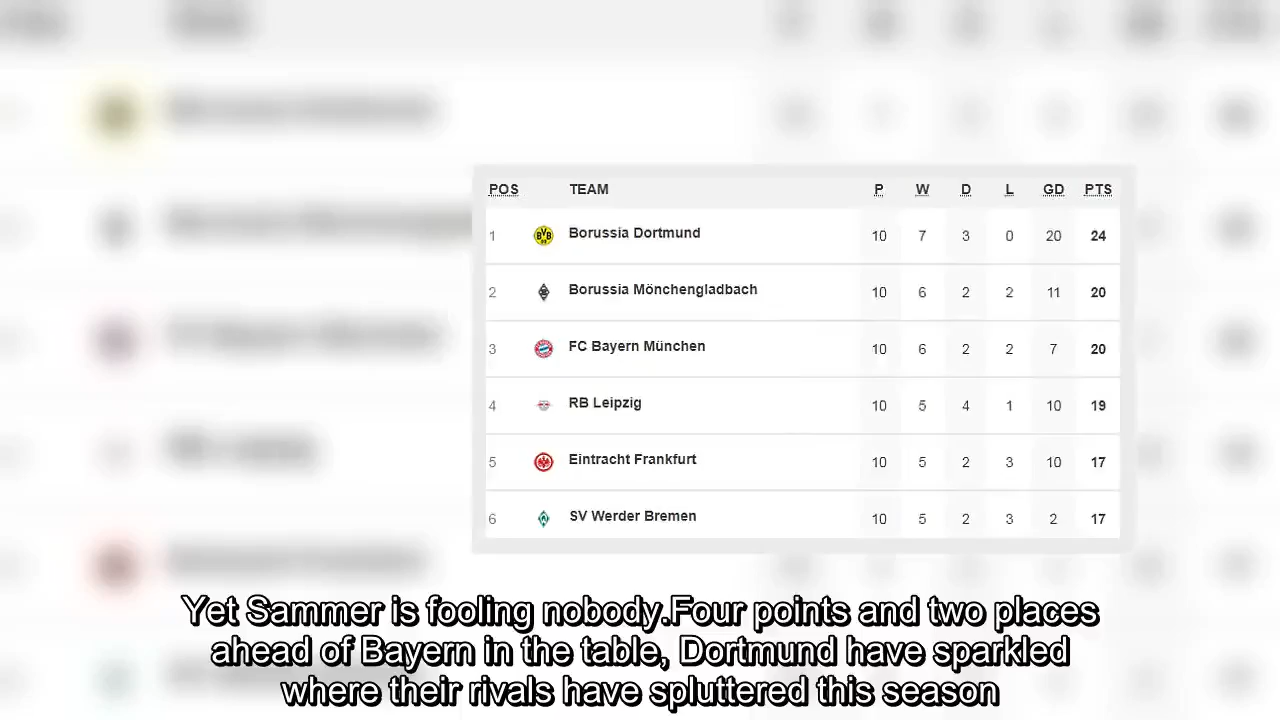 POS TEAM P W D L GD PTS
1 Borussia Dortmund 10 7 3 0 20 24
2 Borussia Mönchengladbach 10 6 2 2 11 20
3 FC Bayern München 10 6 2 2 7 20
4 RB Leipzig 10 5 4 1 10 19
5 Eintracht Frankfurt 10 5 2 3 10 17
6 SV Werder Bremen 10 5 2 3 2 17
Yet Sammer is fooling nobody.Four points and two places
ahead of Bayern in the table, Dortmund have sparkled
where their rivals have spluttered this season